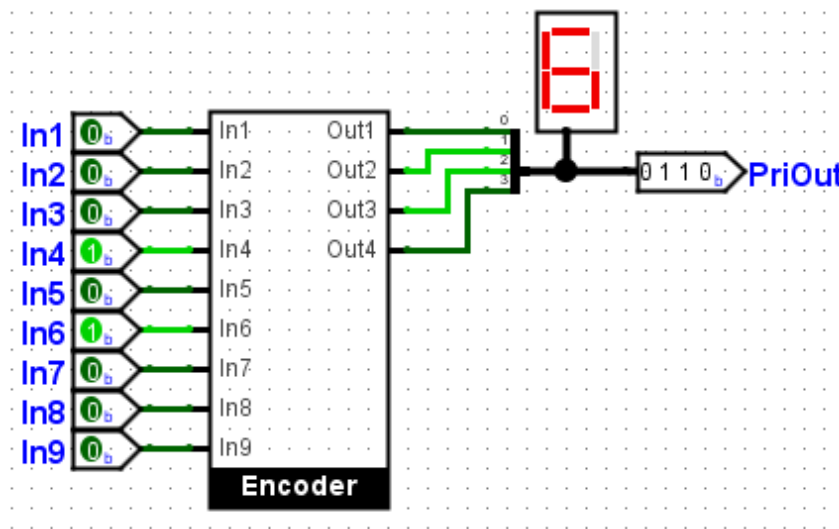 0
In1 0b In1 Out1 1
In2 0b In2 Out2 2
0110b PriOut
In3 0b In3 Out3 3
In4 1b In4 Out4
In5 0b In5
In6 1b In6
In7 0b In7
In8 0b In8
In9 0b In9
Encoder
6